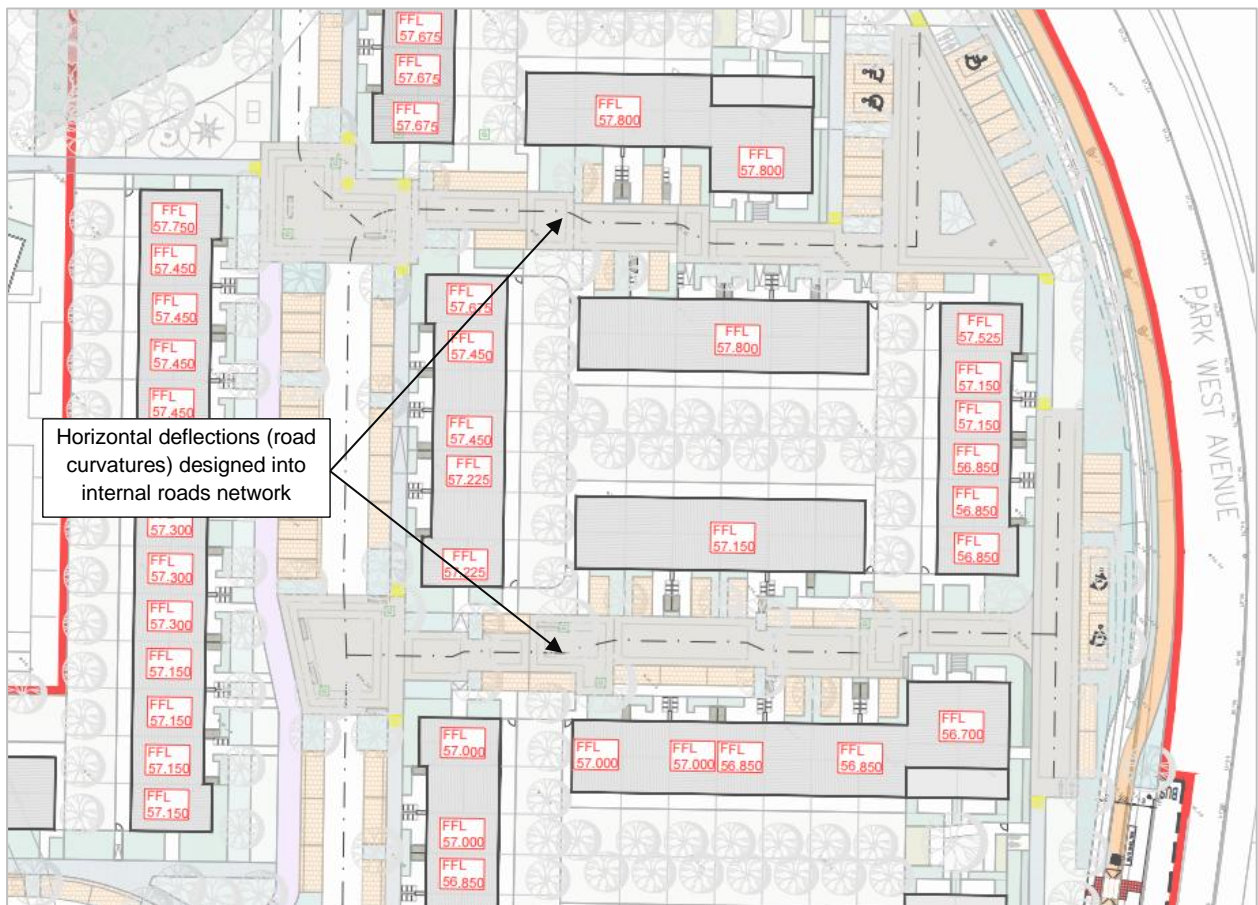 FFL
57.675
FFL
57.675
FFL
57.675
FFL
57.800
FFL
57.800
FFL
57.750
FFL
57.450
FFL
57.450
FFL
57.450
FFL
57.450
FFL
57.675
FFL
57.450
FFL
57.450
FFL
57.225
FFL
57.225
FFL
57.800
FFL
57.525
FFL
57.150
FFL
57.150
FFL
56.850
FFL
56.850
FFL
56.850
PARK WEST AVENUE
Horizontal deflections (road
curvatures) designed into
internal roads network
FFL
57.300
FFL
57.300
FFL
57.300
FFL
57.150
FFL
57.150
FFL
57.150
FFL
57.150
FFL
57.150
FFL
57.000
FFL
57.000
FFL
56.850
FFL
57.000
FFL
57.000
FFL
56.850
FFL
56.850
FFL
56.700